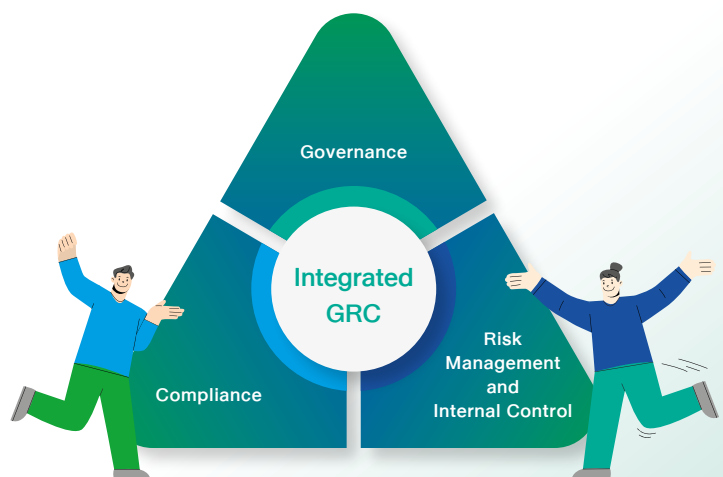 Governance
Integrated
GRC
Compliance
Risk
Management
and
Internal Control